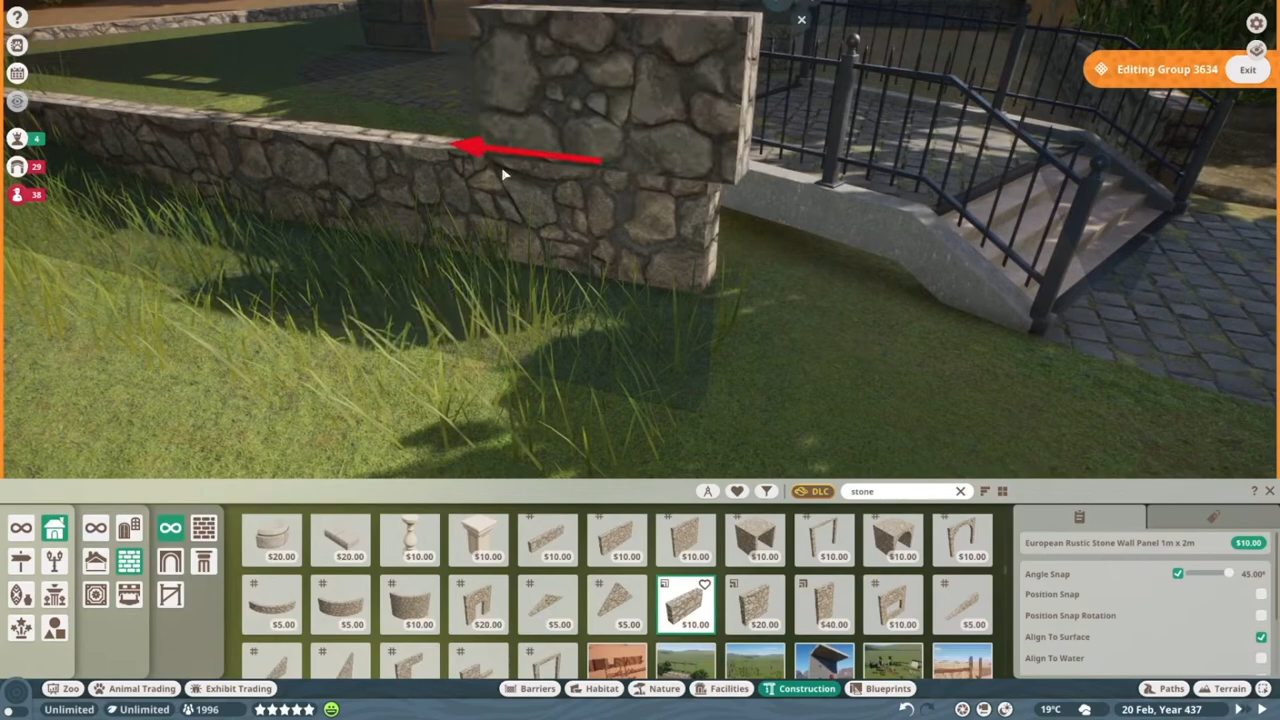 ?
Editing Group 3634 Exit
4
29
38
DLC stone ? X
$20.00 $20.00 $10.00 $10.00 $10.00 $10.00 $10.00 $10.00 $10.00 $10.00 $10.00
$5.00 $5.00 $10.00 $20.00 $5.00 $5.00 $10.00 $20.00 $40.00 $10.00 $5.00
European Rustic Stone Wall Panel 1m x 2m $10.00
Angle Snap 45.00°
Position Snap
Position Snap Rotation
Align To Surface
Align To Water
Zoo Animal Trading Exhibit Trading Barriers Habitat Nature Facilities Construction Blueprints Paths Terrain
Unlimited Unlimited 1996 19°C 20 Feb, Year 437